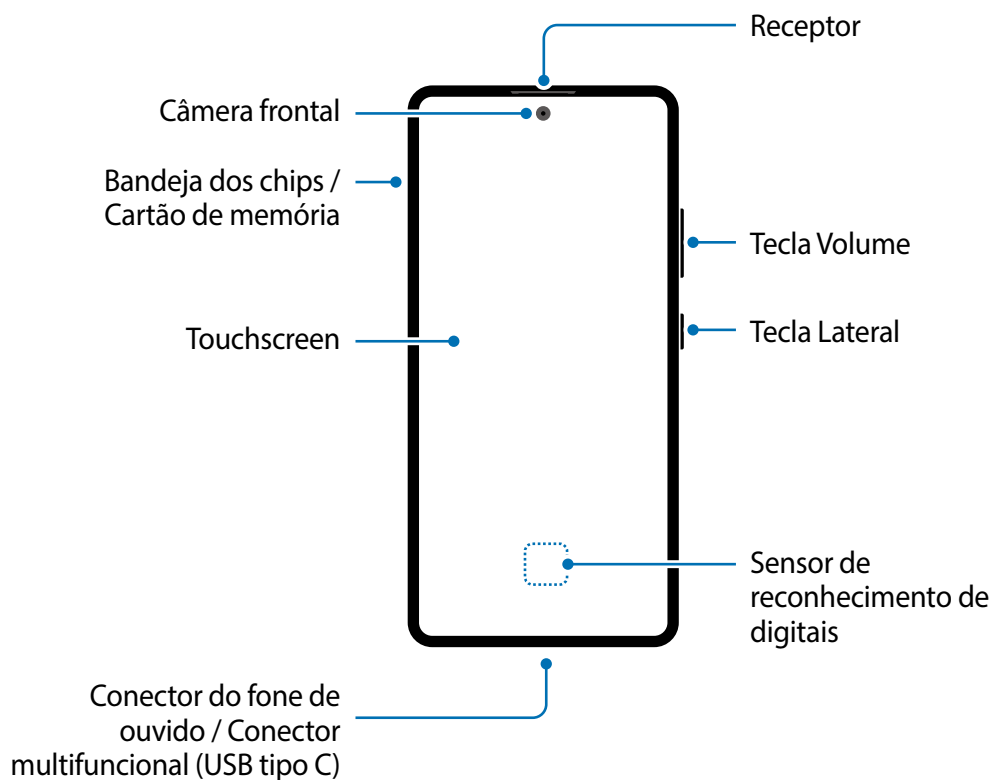 Receptor
Câmera frontal
Bandeja dos chips /
Cartão de memória
Tecla Volume
Touchscreen
Tecla Lateral
Sensor de
reconhecimento de
digitais
Conector do fone de
ouvido / Conector
multifuncional (USB tipo C)